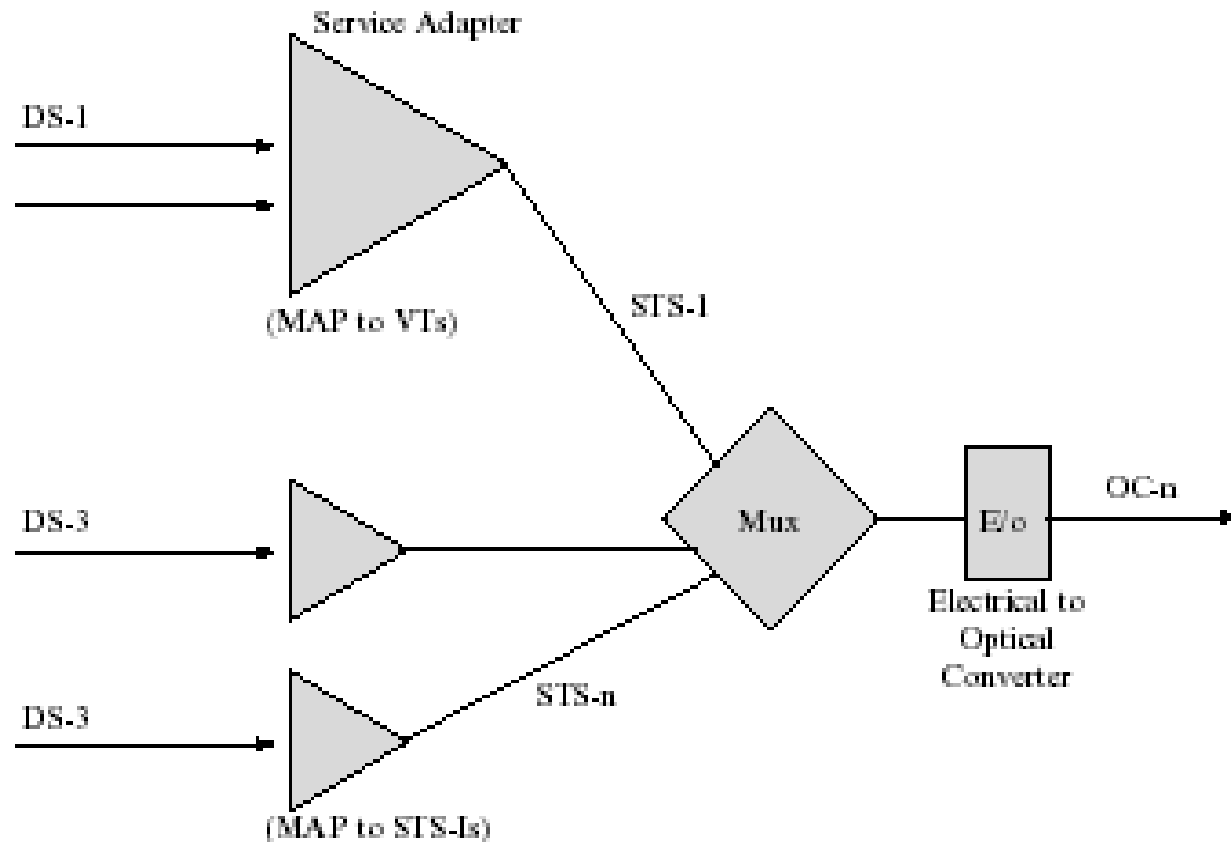 Service Adapter
DS-1
(MAP to VTs)
STS-1
DS-3
Mux
E/o
OC-n
Electrical to
Optical
Converter
STS-n
DS-3
(MAP to STS-Is)